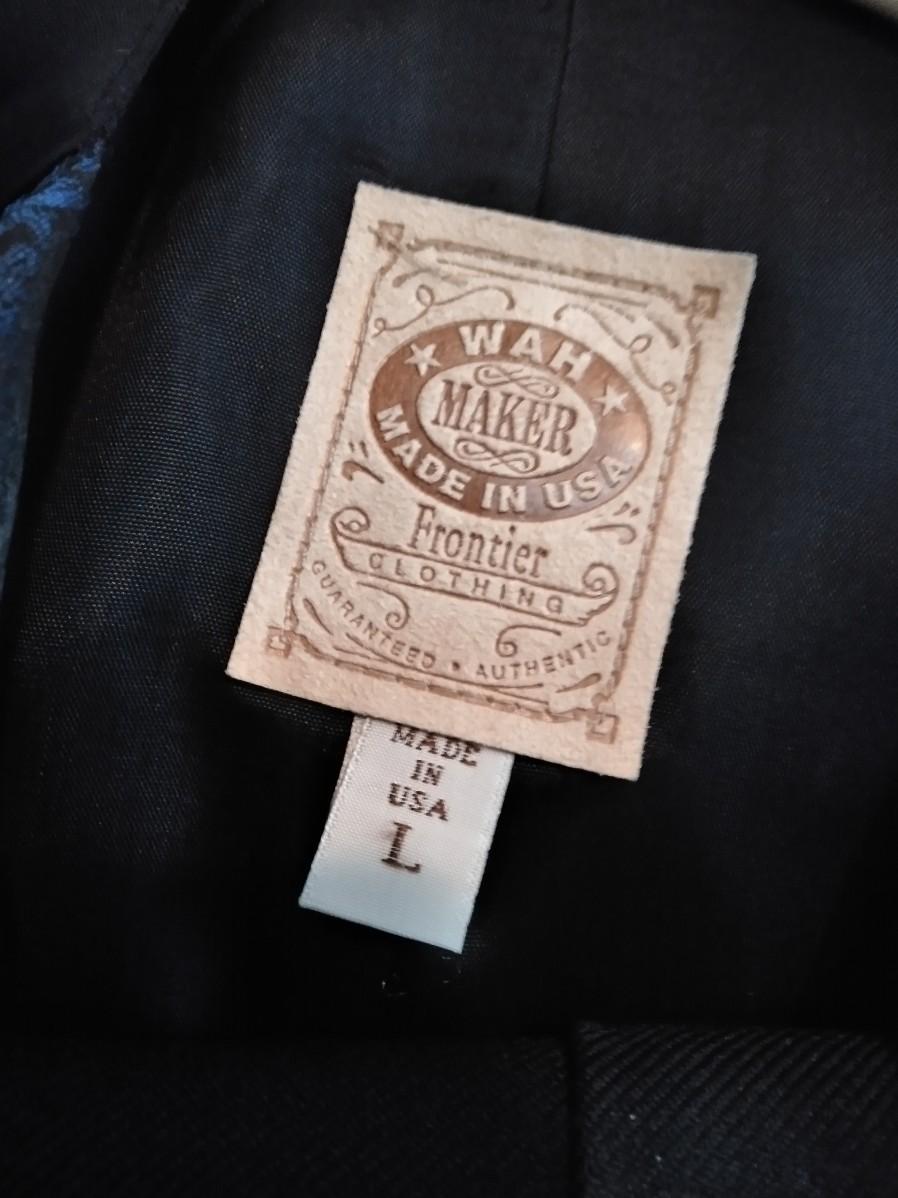 WAH
MAKER
MADE IN USA
Frontier
CLOTHING
GUARANTEED • AUTHENTIC
MADE
IN
USA
L